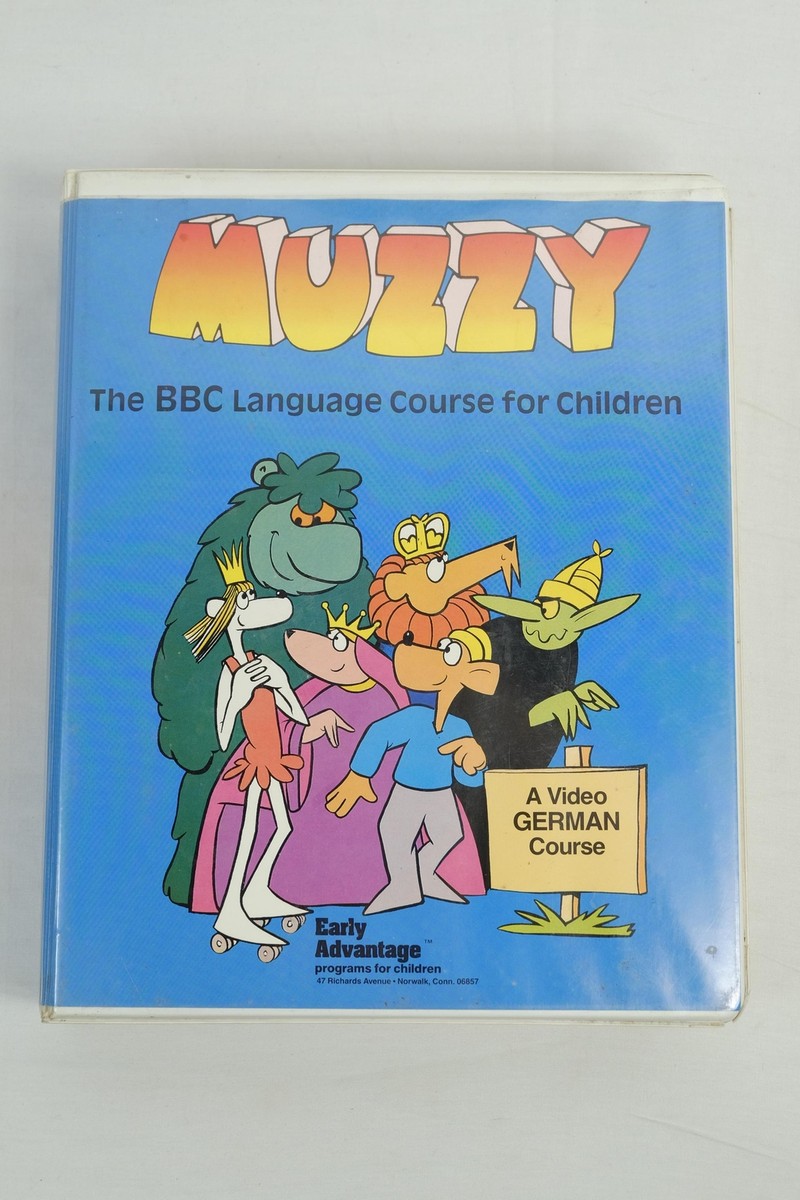 MUZZY
The BBC Language Course for Children
A Video
GERMAN
Course
Early
Advantage™
programs for children
47 Richards Avenue • Norwalk, Conn. 06857